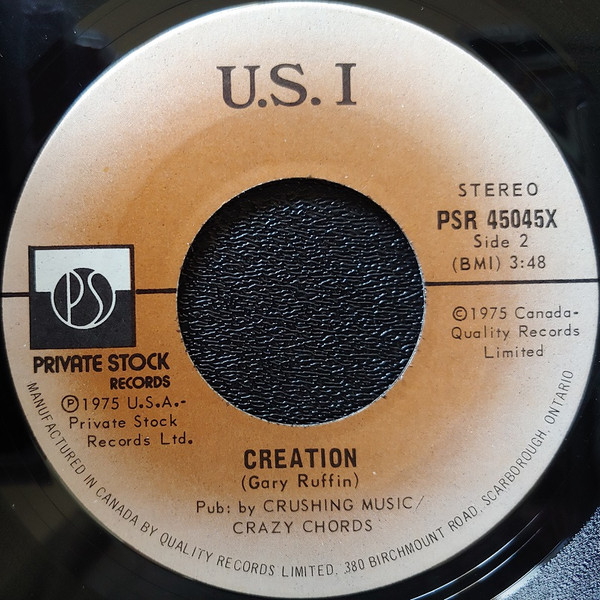 U.S. I
STEREO
PSR 45045X
Side 2
(BMI) 3:48
PS
PRIVATE STOCK
RECORDS
Ⓟ1975 U.S.A.-
Private Stock
Records Ltd.
©1975 Canada-
Quality Records
Limited
CREATION
(Gary Ruffin)
Pub: by CRUSHING MUSIC/
CRAZY CHORDS
MANUFACTURED IN CANADA BY QUALITY RECORDS LIMITED, 380 BIRCHMOUNT ROAD, SCARBOROUGH, ONTARIO